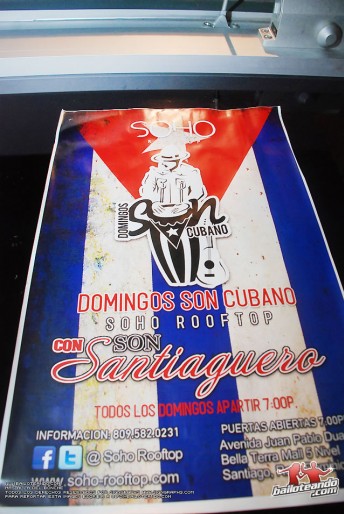 SOHO
DOMINGOS
Son
CUBANO
DOMINGOS SON CUBANO
SOHO ROOFTOP
CON SON
Santiaguero
TODOS LOS DOMINGOS APARTIR 7:00P
INFORMACION: 809.582.0231
@ Soho Rooftop
www.soho-rooftop.com
PUERTAS ABIERTAS 7:00P
Avenida Juan Pablo Dua
Bella Terra Mall 5 Nivel
Santiago,
bailoteando.com